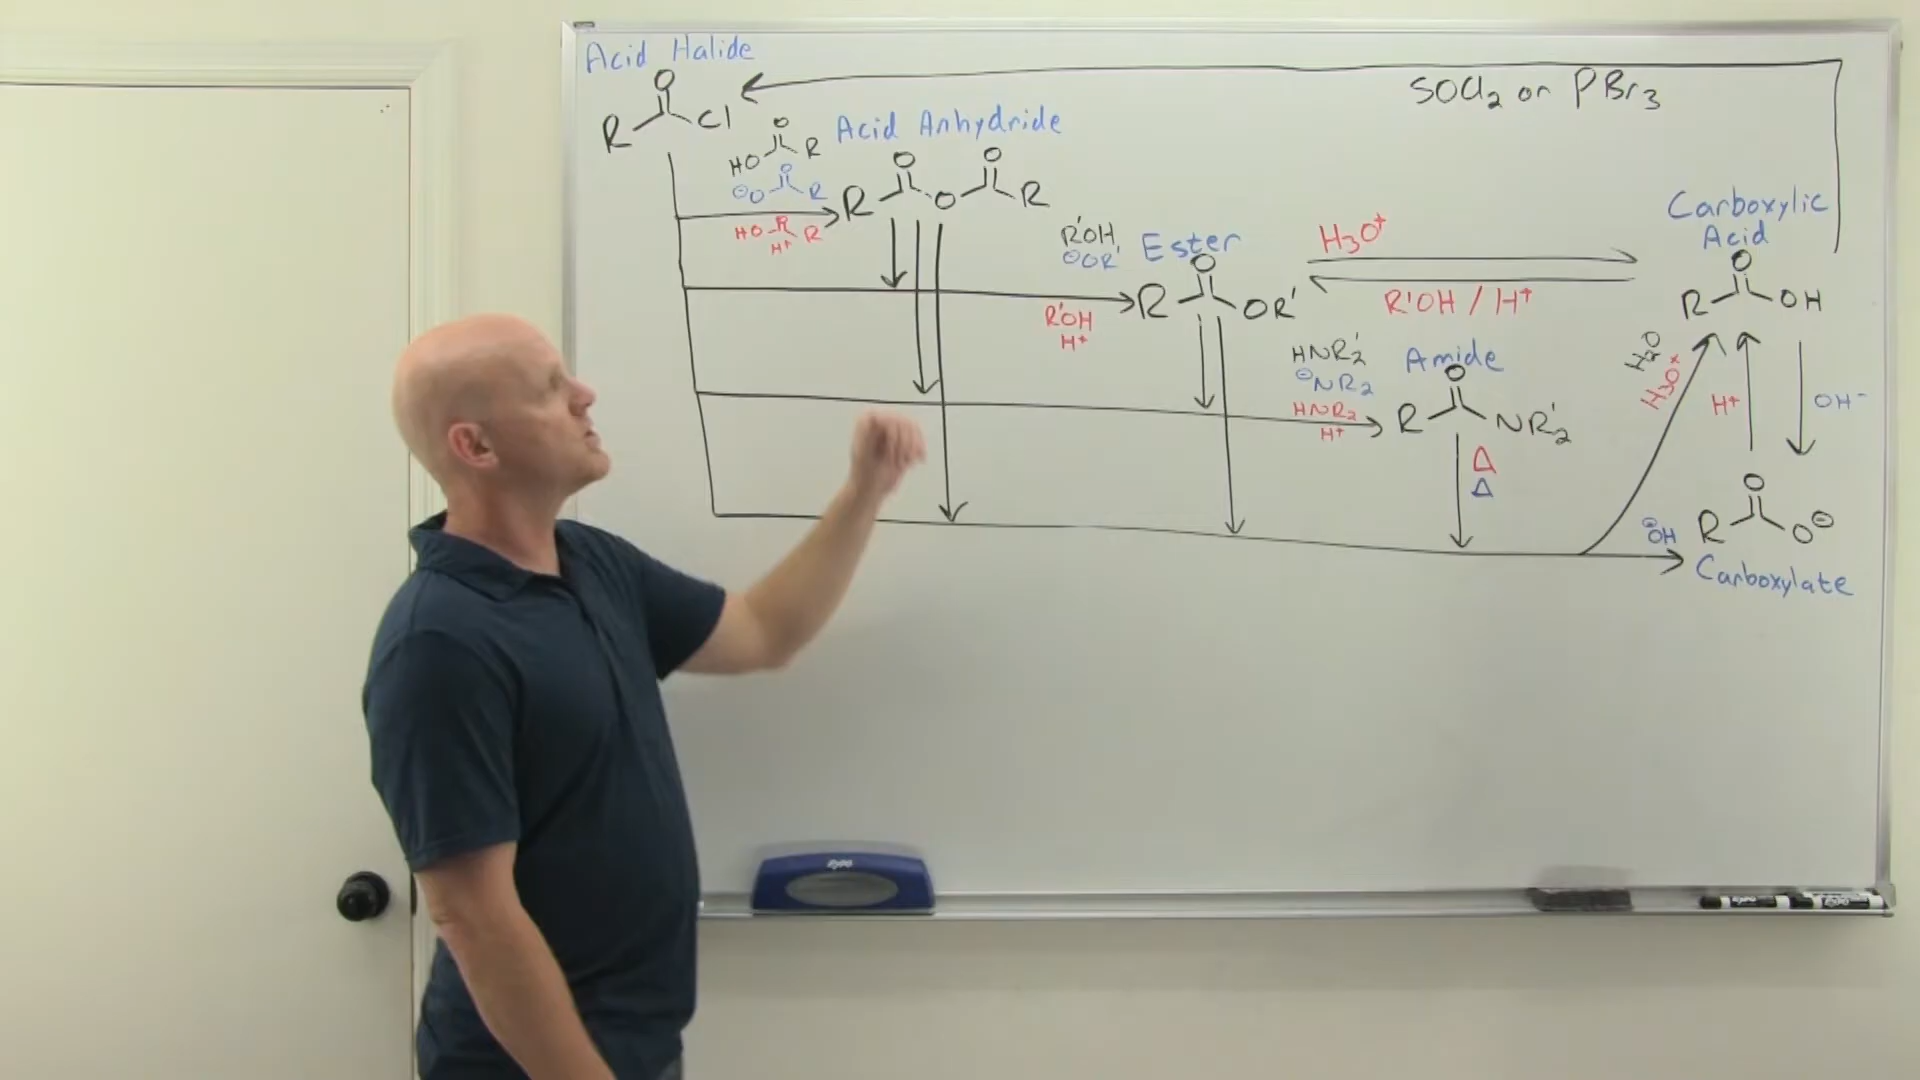 Acid Halide
O
R Cl
SOCl2 or PBr3
O
HO R
⊖O O R
HO R R
H+
Acid Anhydride
O O
R O R
R'OH
⊖OR'
R'OH
H+
Ester
O
R OR'
H3O+
R'OH / H+
Carboxylic
Acid
O
R OH
HNR'2
⊖NR2
HNR2
H+
Amide
O
R NR'2
Δ
Δ
H2O
H3O+
H+
OH-
⊖OH
O
R O⊖
Carboxylate
expo